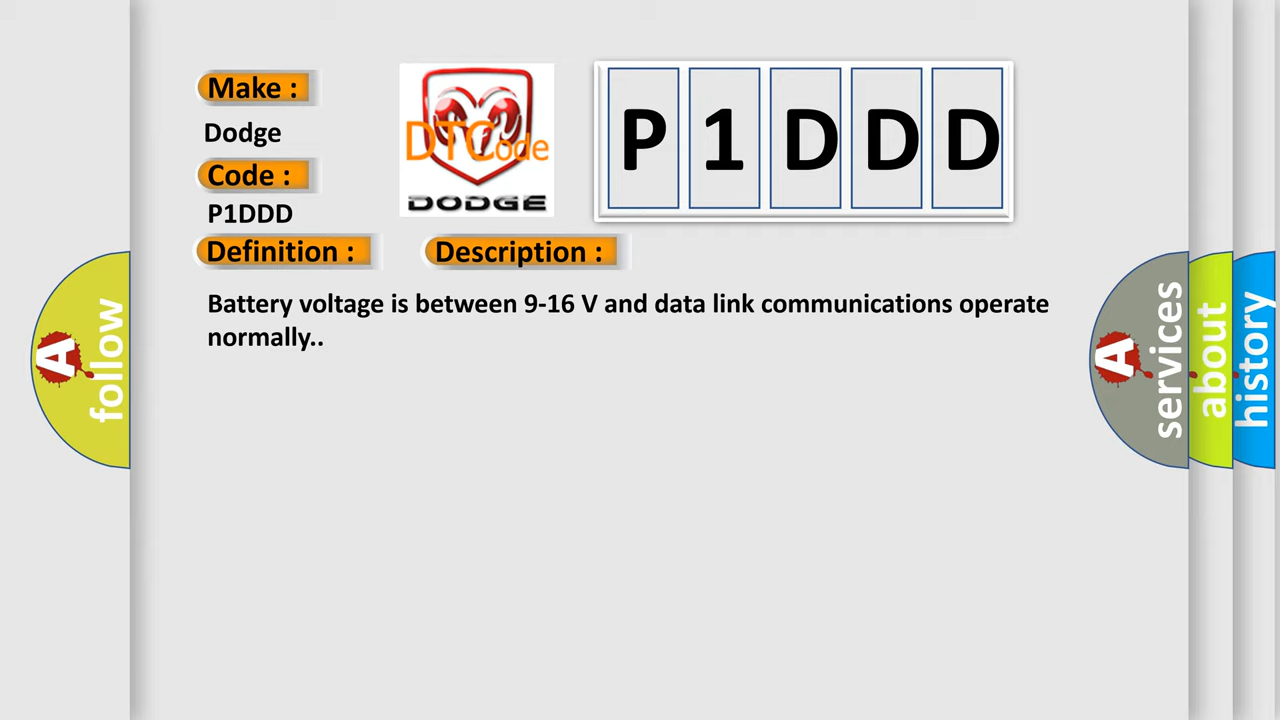 Make :
Dodge
Code :
P1DDD
Definition :
Description :
Battery voltage is between 9-16 V and data link communications operate
normally..
DTCode
DODGE
P 1 D D D
A follow
A services
about
history